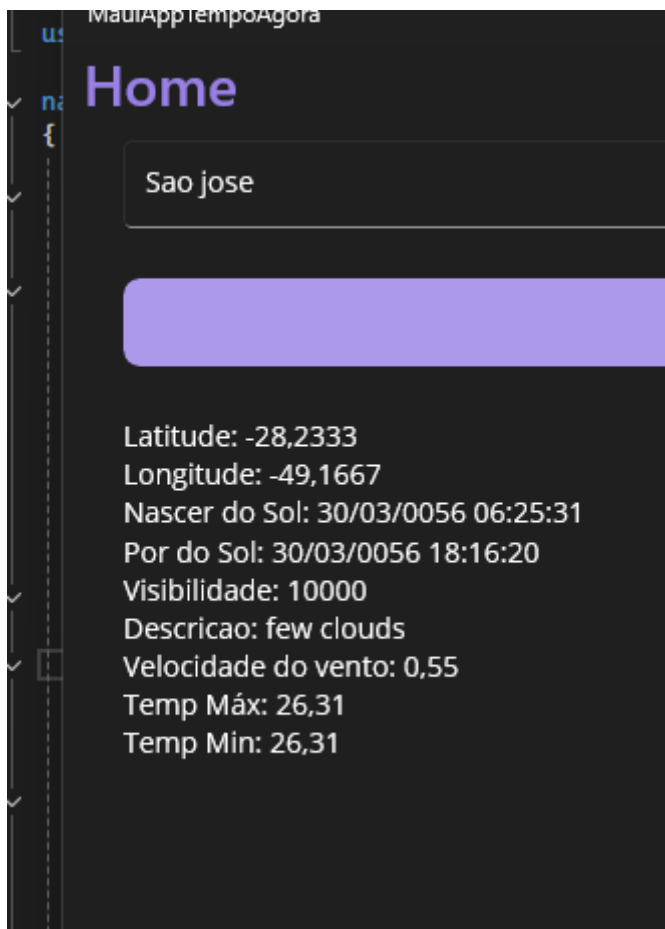 MauiAppTempoAgora
us
Home
na
{
Sao jose
Latitude: -28,2333
Longitude: -49,1667
Nascer do Sol: 30/03/0056 06:25:31
Por do Sol: 30/03/0056 18:16:20
Visibilidade: 10000
Descricao: few clouds
Velocidade do vento: 0,55
Temp Máx: 26,31
Temp Min: 26,31